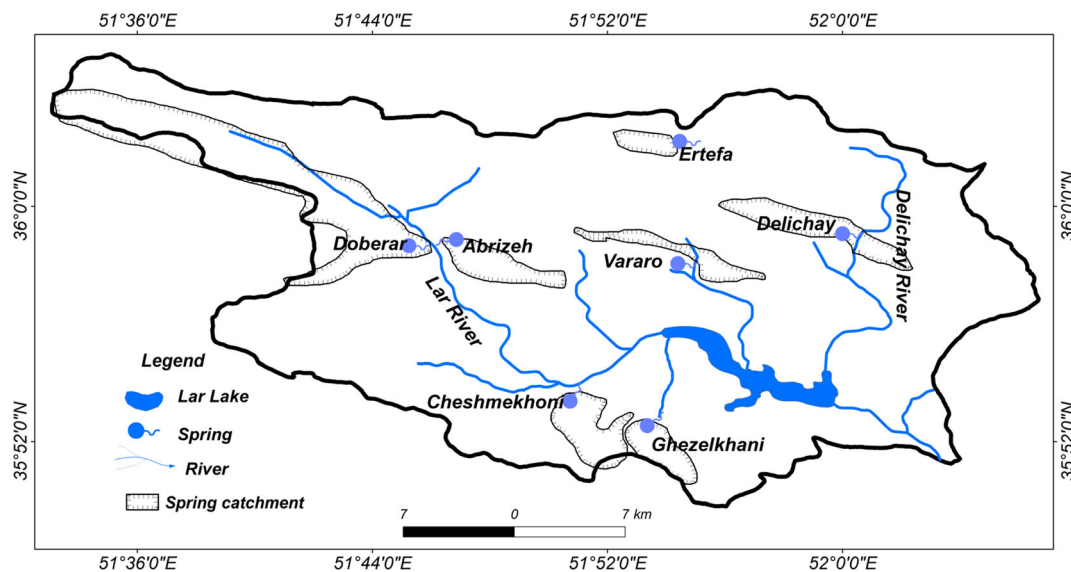 51°36'0"E 51°44'0"E 51°52'0"E 52°0'0"E
36°0'0"N
36°0'0"N
Ertefa
Delichay
Delichay River
Doberar
Abrizeh
Vararo
Lar River
Legend
Lar Lake
Spring
River
Spring catchment
Cheshmekhoni
Ghezelkhani
35°52'0"N
35°52'0"N
7 0 7 km
51°36'0"E 51°44'0"E 51°52'0"E 52°0'0"E